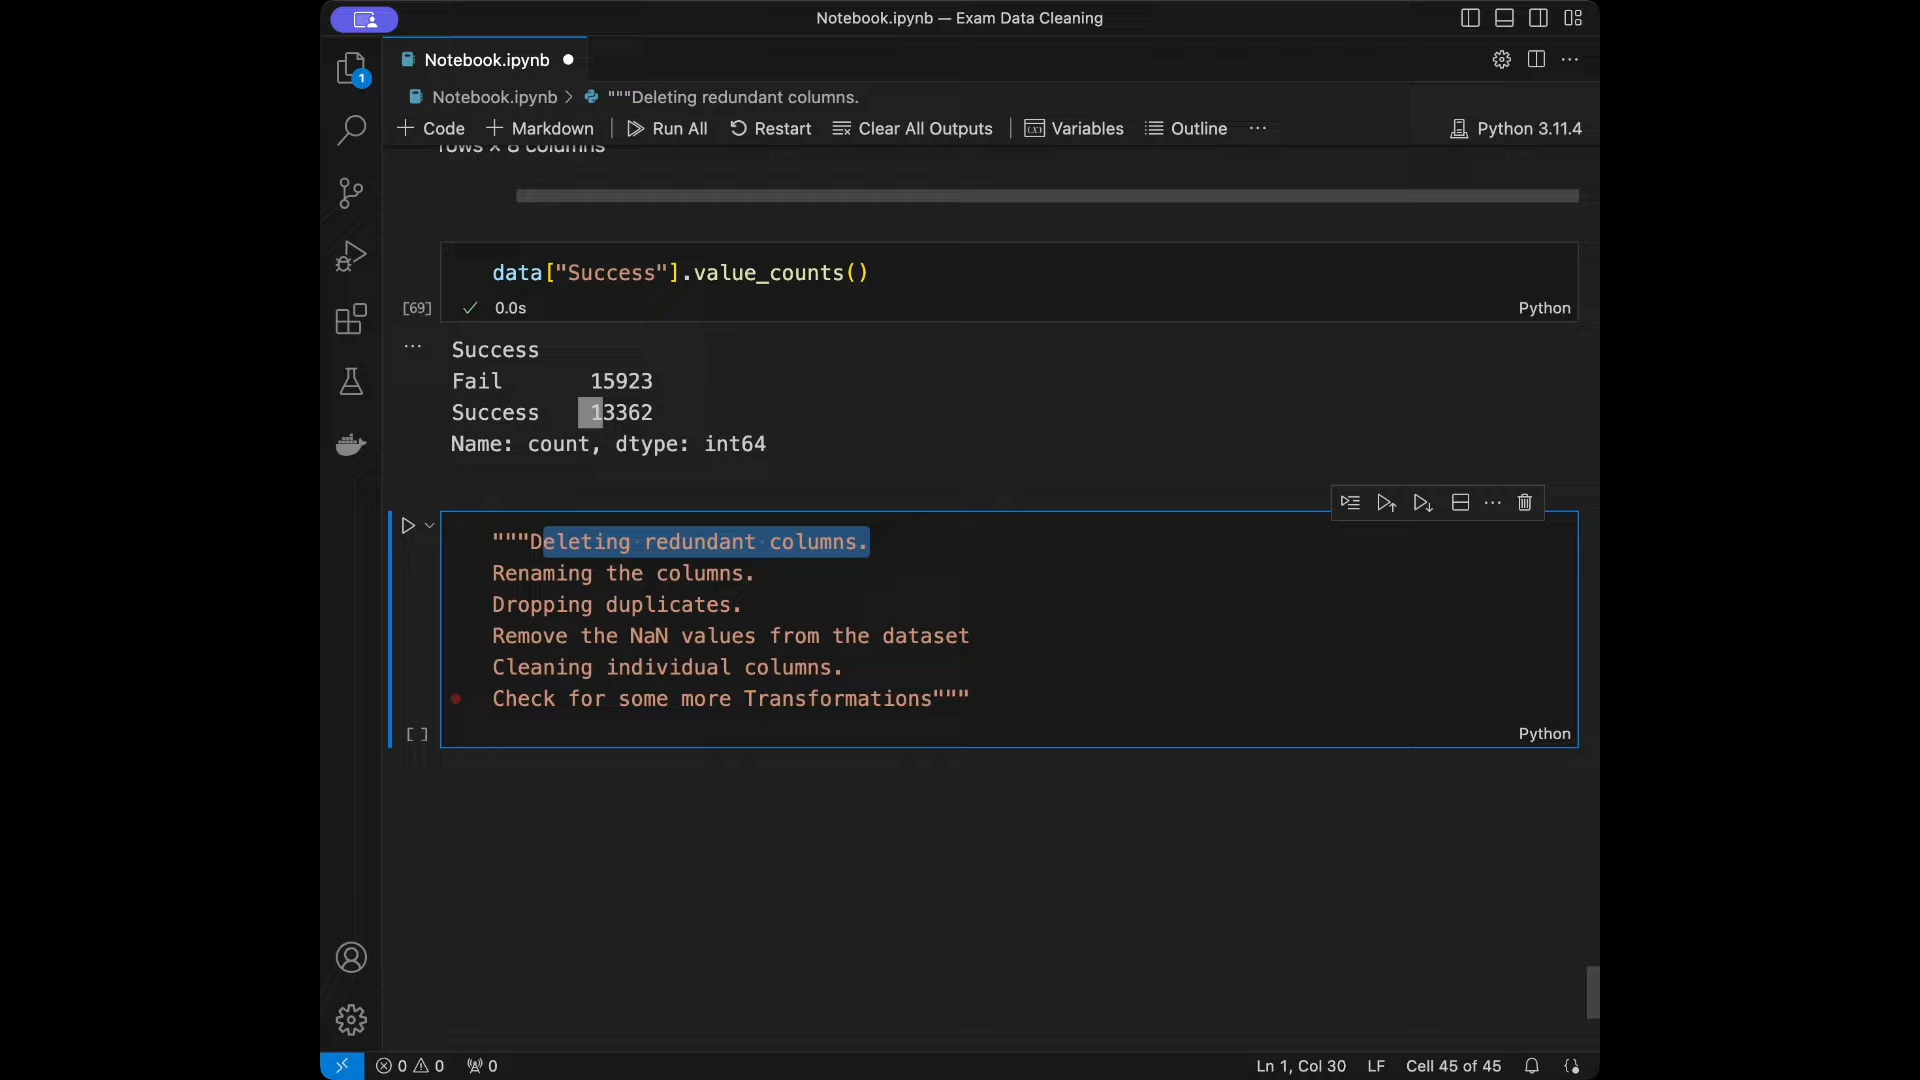 Notebook.ipynb — Exam Data Cleaning
Notebook.ipynb
1
Notebook.ipynb > """Deleting redundant columns.
Code Markdown Run All Restart Clear All Outputs Variables Outline ... Python 3.11.4
rows × 8 columns
data["Success"].value_counts()
[69] 0.0s Python
Success
Fail 15923
Success 13362
Name: count, dtype: int64
"""Deleting redundant columns.
Renaming the columns.
Dropping duplicates.
Remove the NaN values from the dataset
Cleaning individual columns.
Check for some more Transformations"""
[ ] Python
0 0 0 Ln 1, Col 30 LF Cell 45 of 45